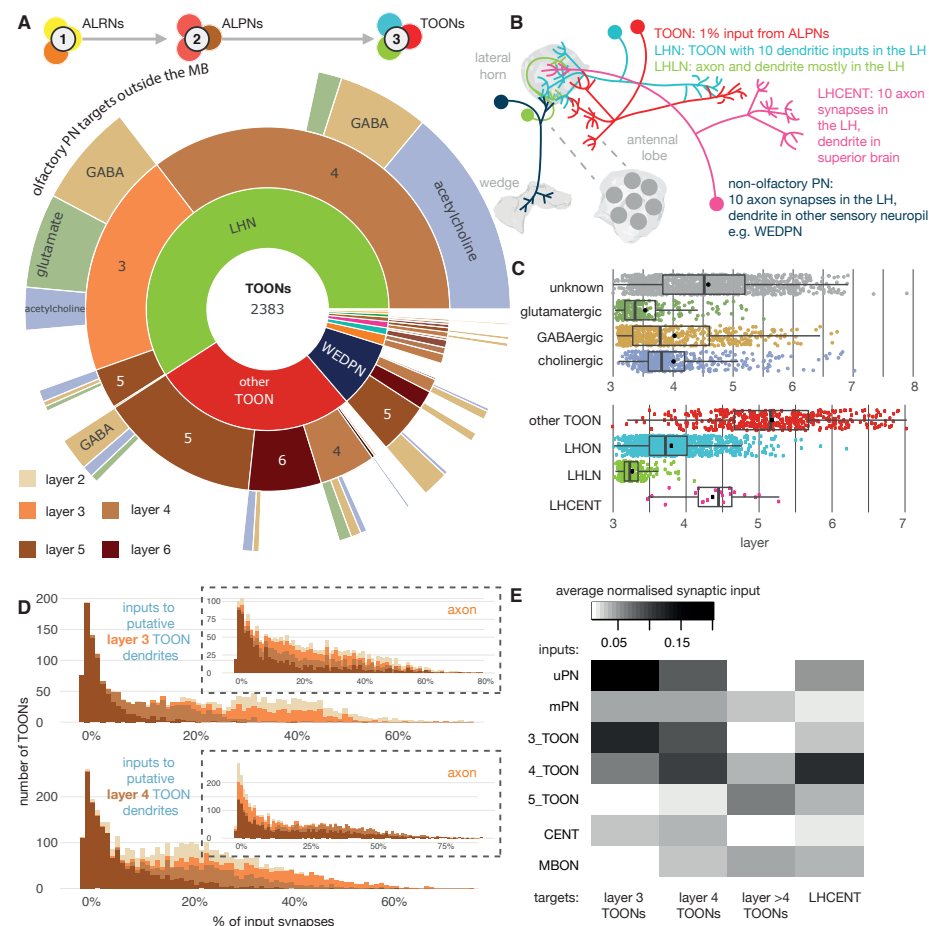 A
1
ALRNs
2
ALPNs
3
TOONs
olfactory PN targets outside the MB
GABA
4
acetylcholine
GABA
glutamate
acetylcholine
3
LHN
TOONs
2383
WEDPN
other
TOON
5
5
GABA
6
4
5
layer 2
layer 3
layer 4
layer 5
layer 6
B
TOON: 1% input from ALPNs
LHN: TOON with 10 dendritic inputs in the LH
LHLN: axon and dendrite mostly in the LH
lateral
horn
LHCENT: 10 axon
synapses in
the LH,
dendrite in
superior brain
antennal
lobe
wedge
non-olfactory PN:
10 axon synapses in the LH,
dendrite in other sensory neuropil
e.g. WEDPN
C
unknown
glutamatergic
GABAergic
cholinergic
3 4 5 6 7 8
other TOON
LHON
LHLN
LHCENT
3 4 5 6 7
layer
D
number of TOONs
200
150
100
50
0
inputs to
putative
layer 3 TOON
dendrites
axon
100
75
50
25
0
0% 20% 40% 60% 80%
0% 20% 40% 60%
inputs to
putative
layer 4 TOON
dendrites
200
100
0
axon
200
100
0
0% 25% 50% 75%
0% 20% 40% 60%
% of input synapses
E
average normalised synaptic input
0.05 0.15
inputs:
uPN
mPN
3_TOON
4_TOON
5_TOON
CENT
MBON
targets: layer 3 TOONs layer 4 TOONs layer >4 TOONs LHCENT